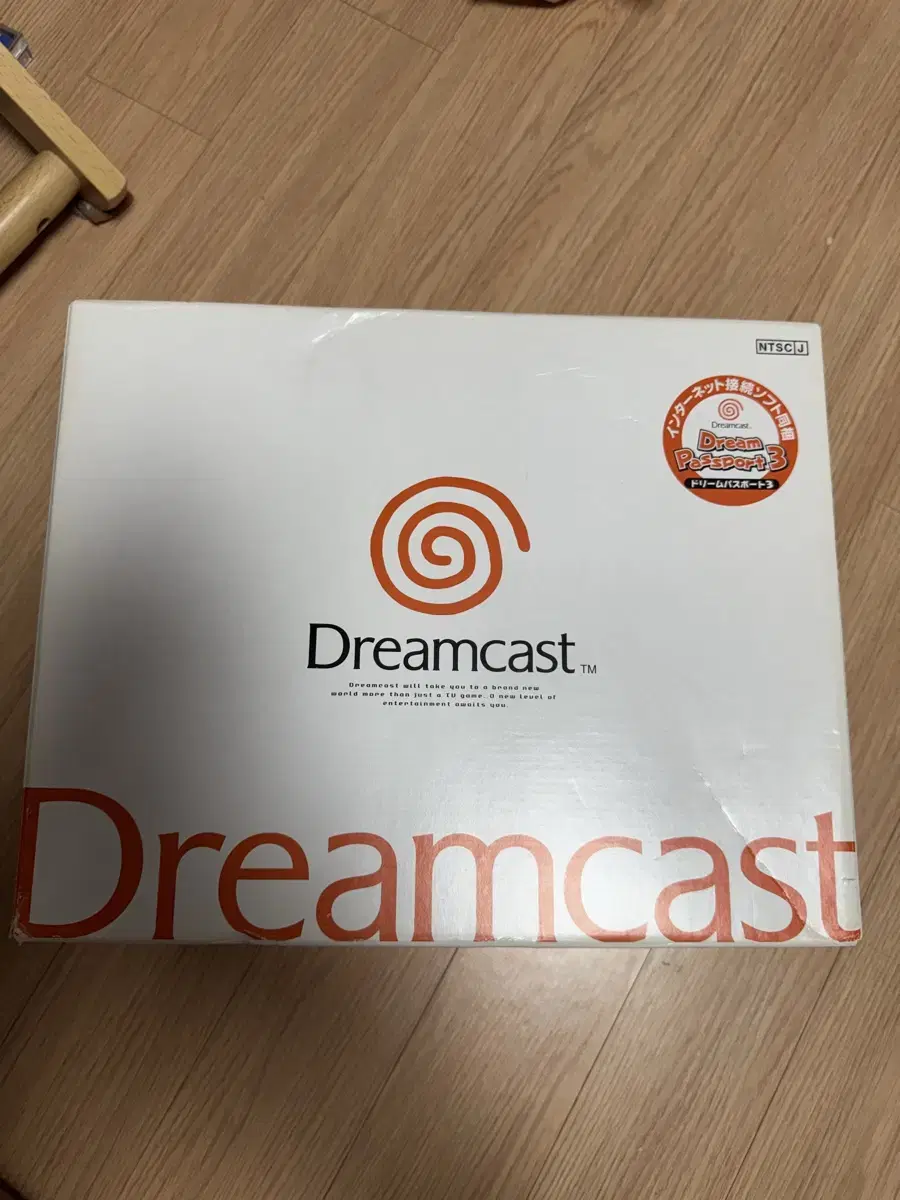 NTSC J
インターネット接続ソフト同梱
Dreamcast
Dream
Passport 3
ドリームパスポート3
Dreamcast™
Dreamcast will take you to a brand new
world more than just a TV game. A new level of
entertainment awaits you.
Dreamcast